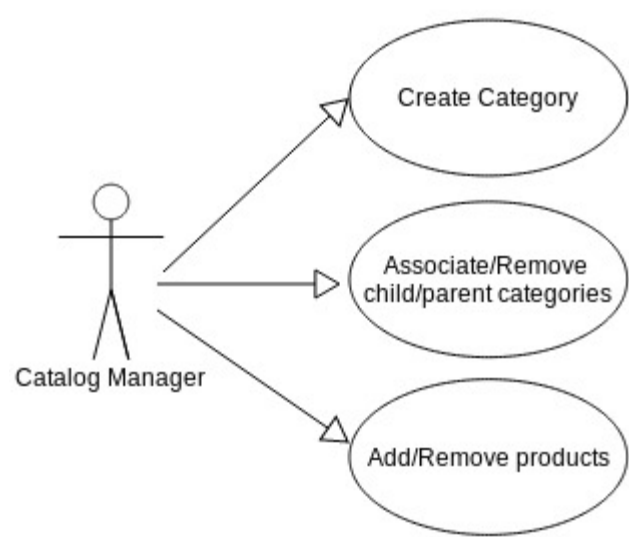 Create Category
Associate/Remove
child/parent categories
Catalog Manager
Add/Remove products